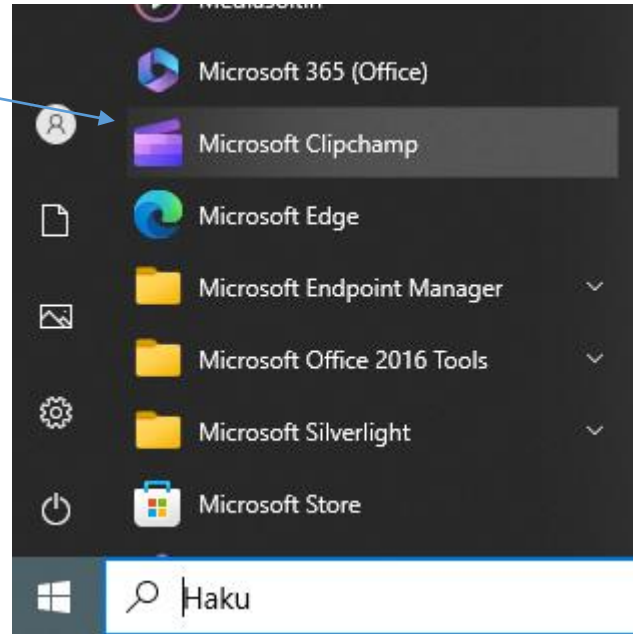 Microsoft 365 (Office)
Microsoft Clipchamp
Microsoft Edge
Microsoft Endpoint Manager
Microsoft Office 2016 Tools
Microsoft Silverlight
Microsoft Store
Haku